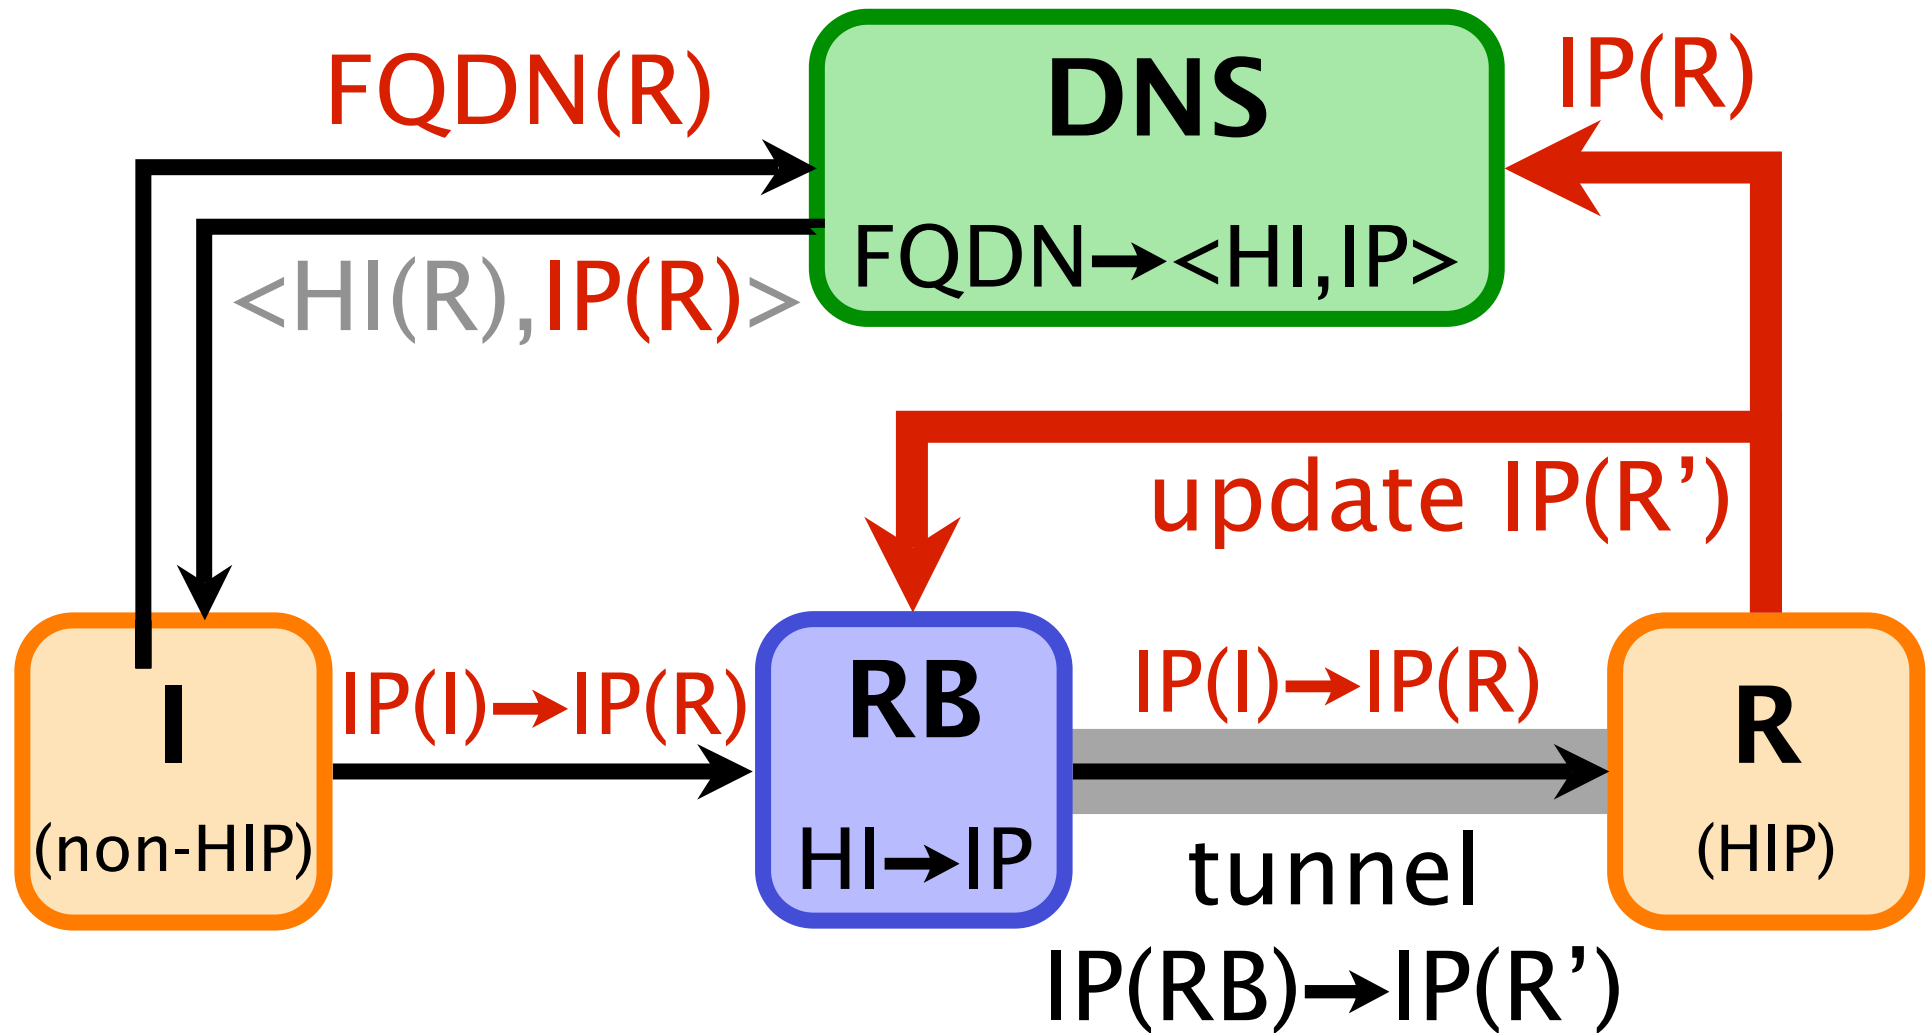 FQDN(R)
DNS
IP(R)
FQDN→<HI,IP>
<HI(R),IP(R)>
update IP(R’)
I
(non-HIP)
IP(I)→IP(R)
RB
HI→IP
IP(I)→IP(R)
tunnel
IP(RB)→IP(R’)
R
(HIP)